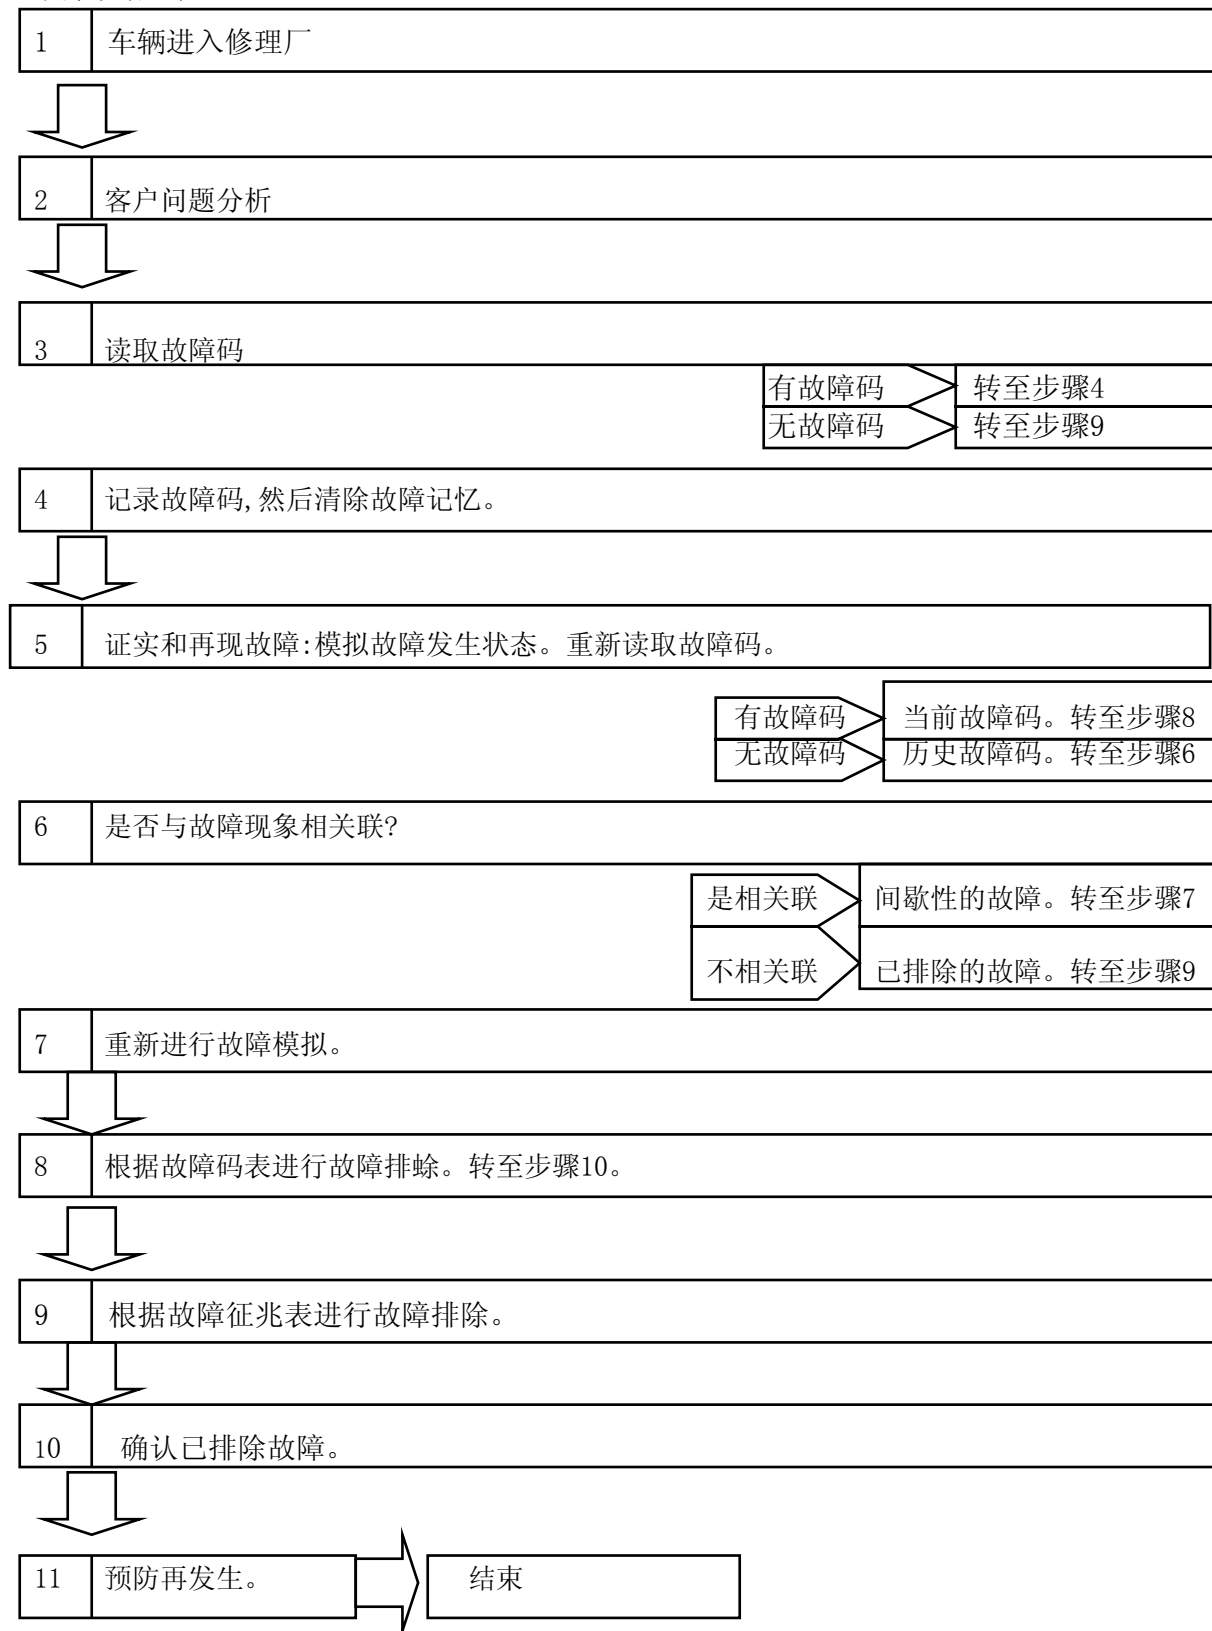 1 车辆进入修理厂
2 客户问题分析
3 读取故障码
有故障码 转至步骤4
无故障码 转至步骤9
4 记录故障码,然后清除故障记忆。
5 证实和再现故障:模拟故障发生状态。重新读取故障码。
有故障码 当前故障码。转至步骤8
无故障码 历史故障码。转至步骤6
6 是否与故障现象相关联?
是相关联 间歇性的故障。转至步骤7
不相关联 已排除的故障。转至步骤9
7 重新进行故障模拟。
8 根据故障码表进行故障排蜍。转至步骤10。
9 根据故障征兆表进行故障排除。
10 确认已排除故障。
11 预防再发生。 结束